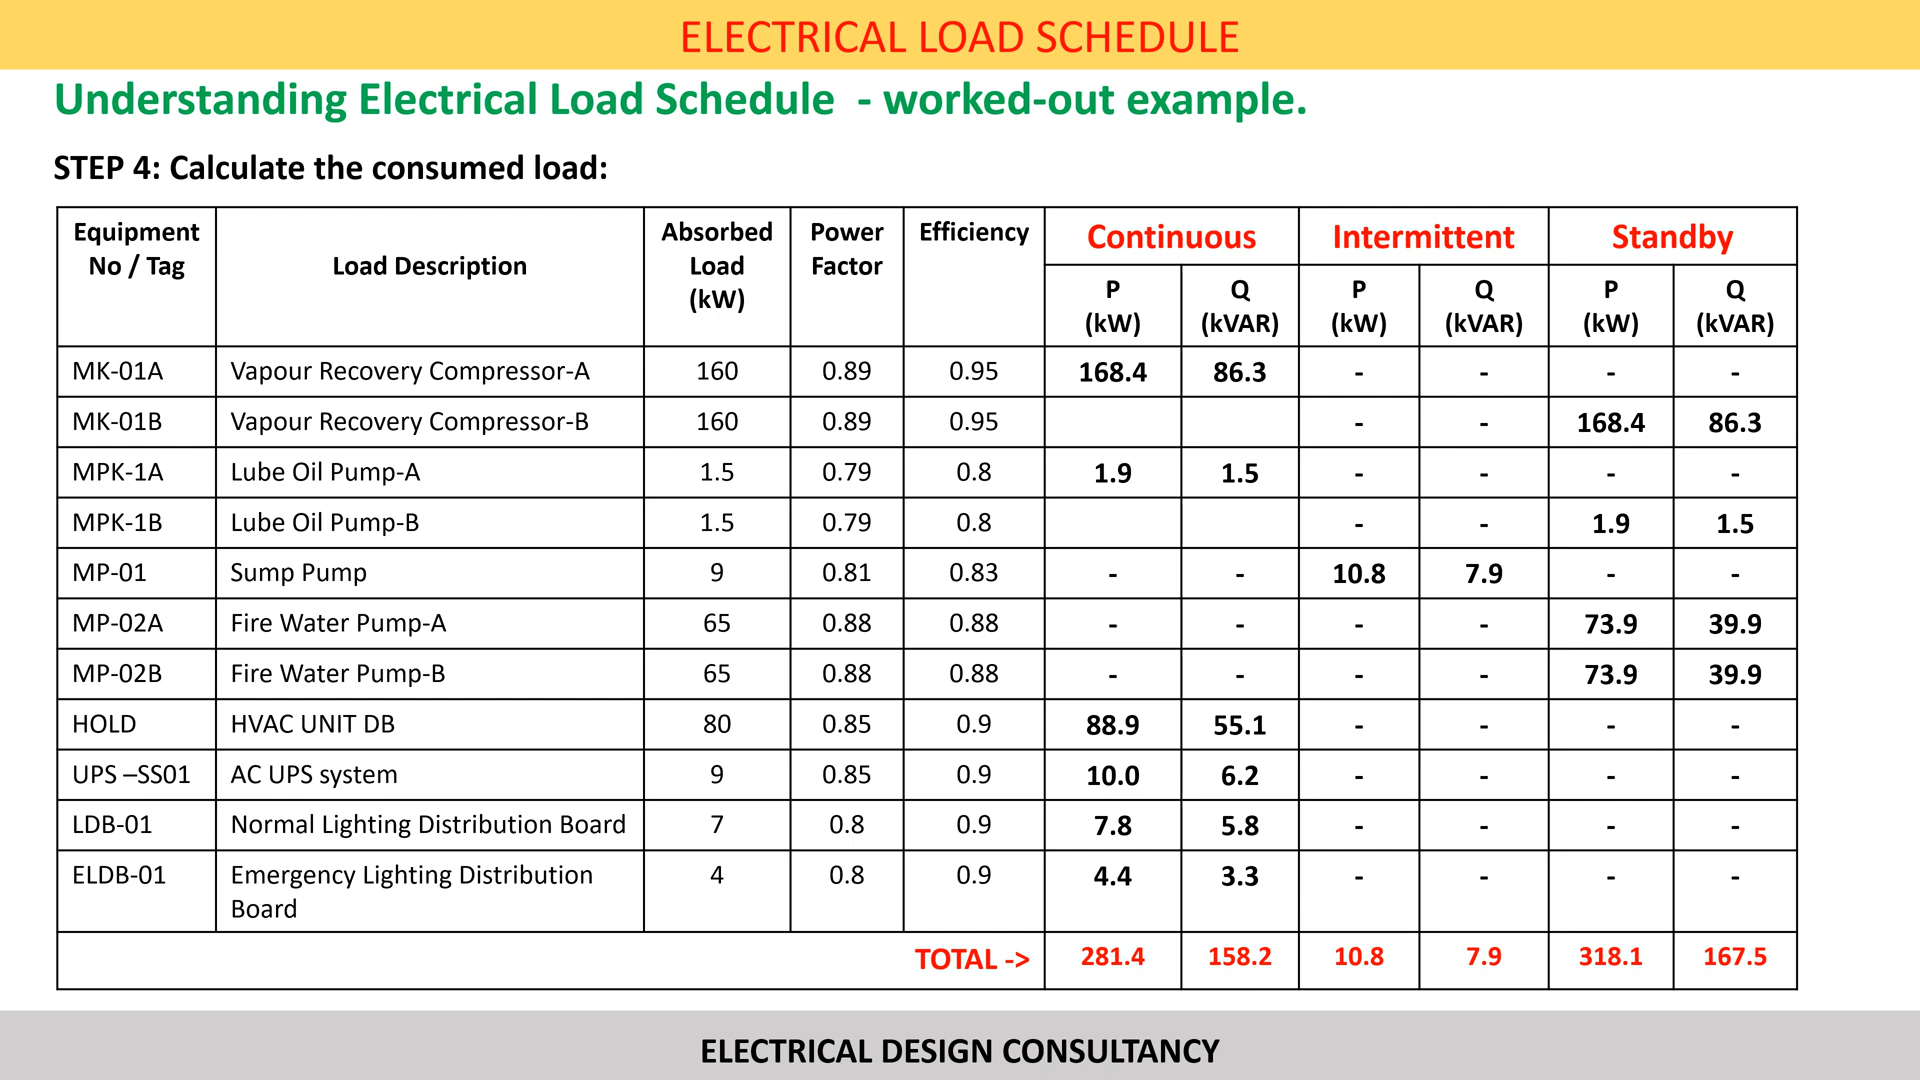 ELECTRICAL LOAD SCHEDULE
Understanding Electrical Load Schedule - worked-out example.
STEP 4: Calculate the consumed load:
Equipment No / Tag | Load Description | Absorbed Load (kW) | Power Factor | Efficiency | Continuous | Intermittent | Standby
P (kW) | Q (kVAR) | P (kW) | Q (kVAR) | P (kW) | Q (kVAR)
MK-01A | Vapour Recovery Compressor-A | 160 | 0.89 | 0.95 | 168.4 | 86.3 | - | - | - | -
MK-01B | Vapour Recovery Compressor-B | 160 | 0.89 | 0.95 | | | - | - | 168.4 | 86.3
MPK-1A | Lube Oil Pump-A | 1.5 | 0.79 | 0.8 | 1.9 | 1.5 | - | - | - | -
MPK-1B | Lube Oil Pump-B | 1.5 | 0.79 | 0.8 | | | - | - | 1.9 | 1.5
MP-01 | Sump Pump | 9 | 0.81 | 0.83 | - | - | 10.8 | 7.9 | - | -
MP-02A | Fire Water Pump-A | 65 | 0.88 | 0.88 | - | - | - | - | 73.9 | 39.9
MP-02B | Fire Water Pump-B | 65 | 0.88 | 0.88 | - | - | - | - | 73.9 | 39.9
HOLD | HVAC UNIT DB | 80 | 0.85 | 0.9 | 88.9 | 55.1 | - | - | - | -
UPS –SS01 | AC UPS system | 9 | 0.85 | 0.9 | 10.0 | 6.2 | - | - | - | -
LDB-01 | Normal Lighting Distribution Board | 7 | 0.8 | 0.9 | 7.8 | 5.8 | - | - | - | -
ELDB-01 | Emergency Lighting Distribution Board | 4 | 0.8 | 0.9 | 4.4 | 3.3 | - | - | - | -
TOTAL -> | 281.4 | 158.2 | 10.8 | 7.9 | 318.1 | 167.5
ELECTRICAL DESIGN CONSULTANCY